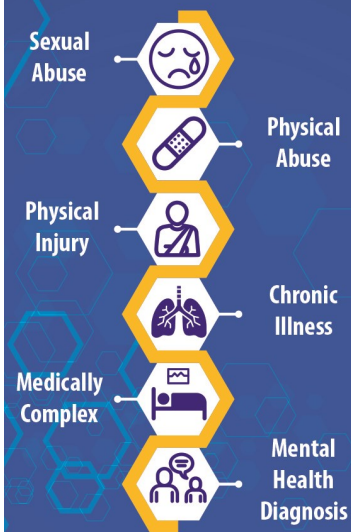 Sexual
Abuse
Physical
Abuse
Physical
Injury
Chronic
Illness
Medically
Complex
Mental
Health
Diagnosis